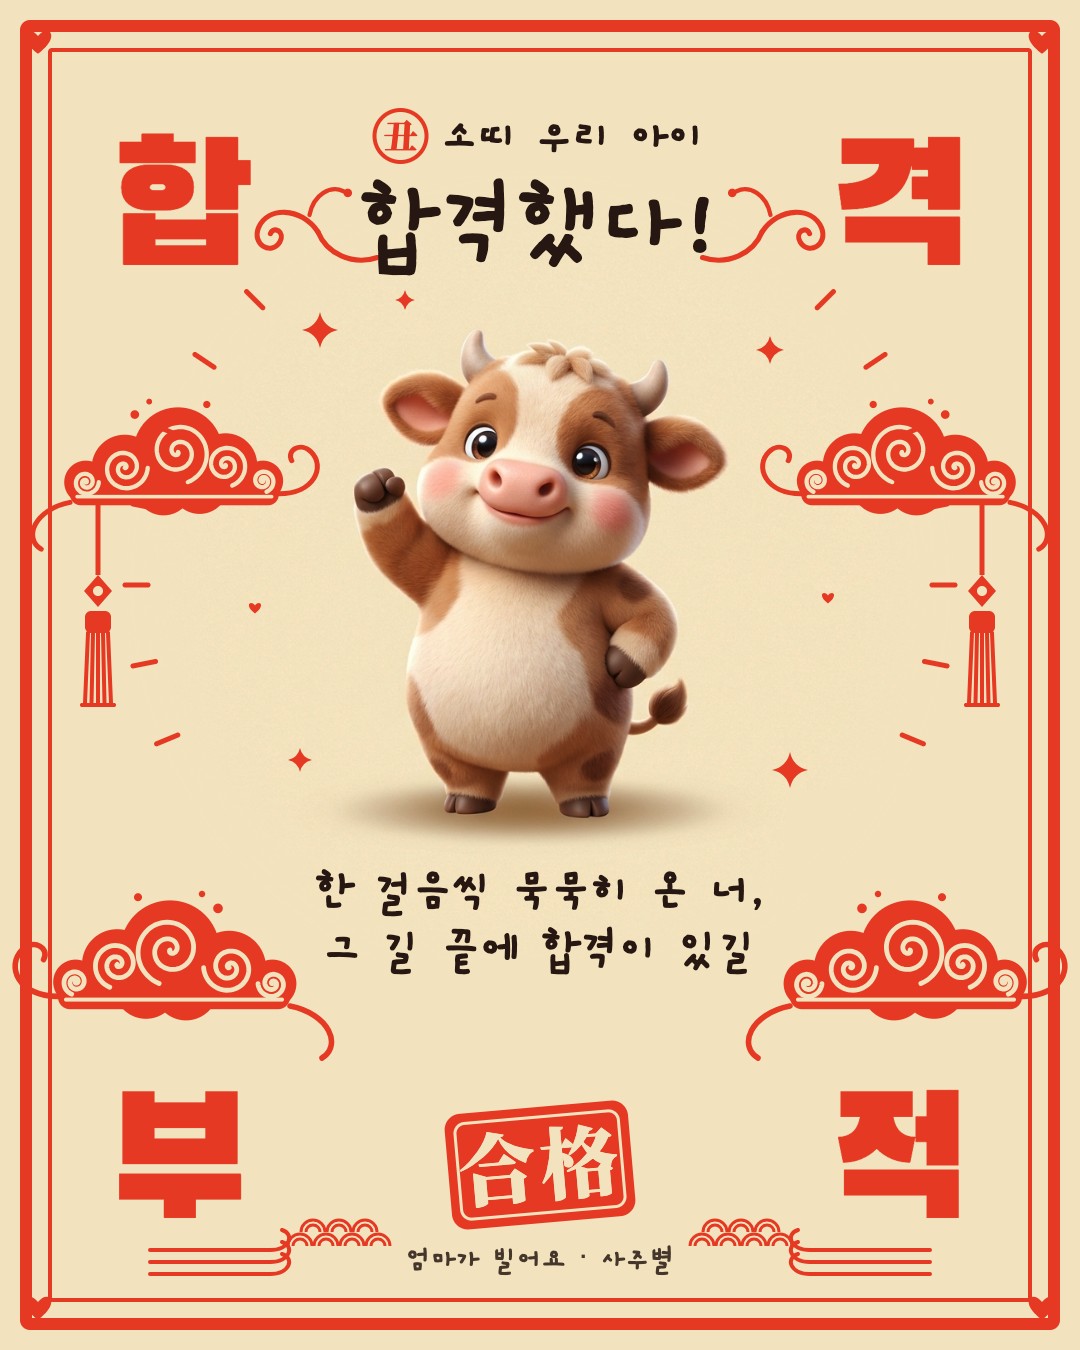 합 격
丑 소띠 우리 아이
합격했다!
한 걸음씩 묵묵히 온 너,
그 길 끝에 합격이 있길
부 적
合格
엄마가 빌어요 · 사주별